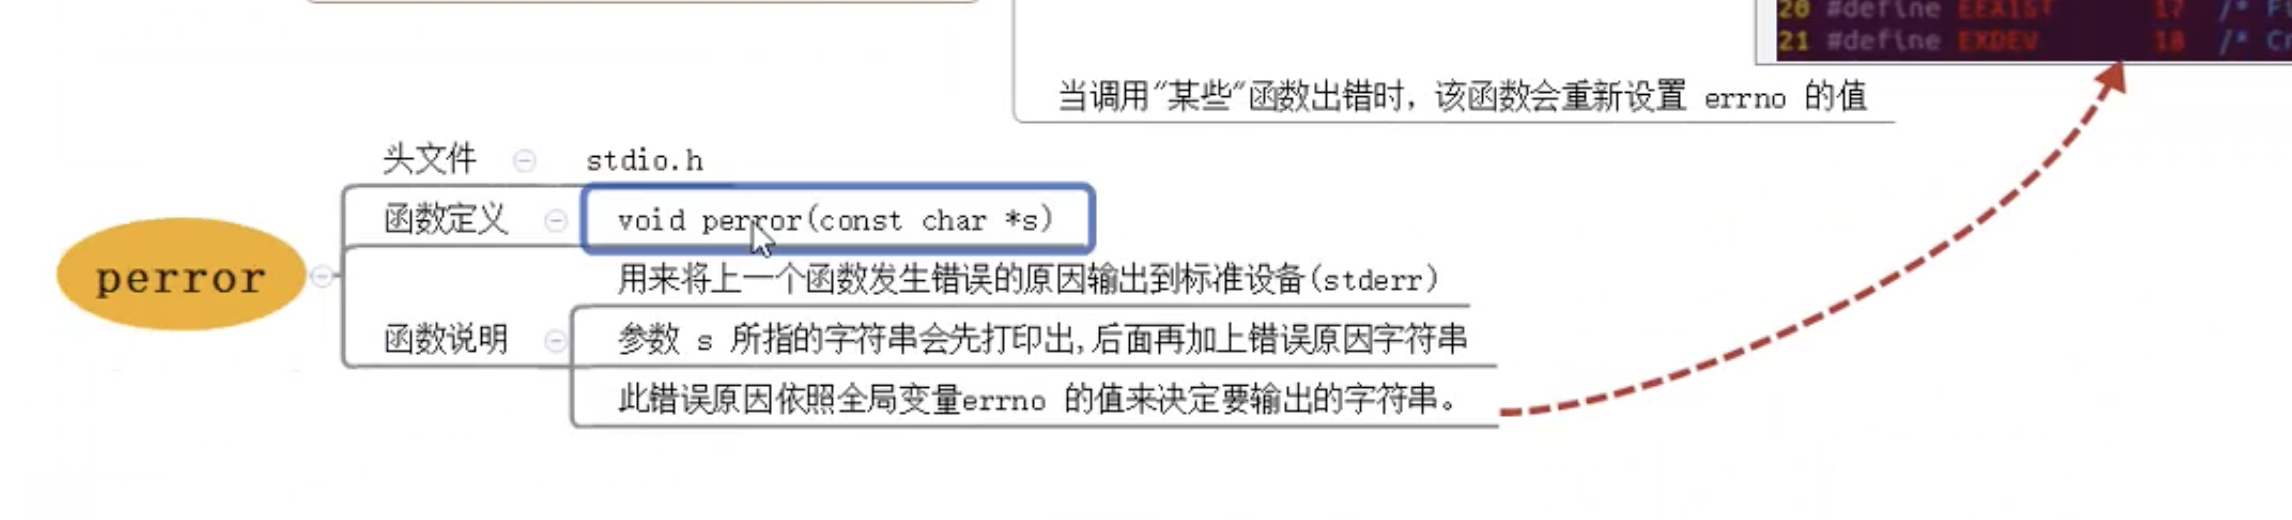 20 #define EEXIST 17 /* F
21 #define EXDEV 18 /* Cr
当调用"某些"函数出错时，该函数会重新设置 errno 的值
头文件 stdio.h
函数定义 void perror(const char *s)
perror
用来将上一个函数发生错误的原因输出到标准设备(stderr)
函数说明 参数 s 所指的字符串会先打印出,后面再加上错误原因字符串
此错误原因依照全局变量errno 的值来决定要输出的字符串。